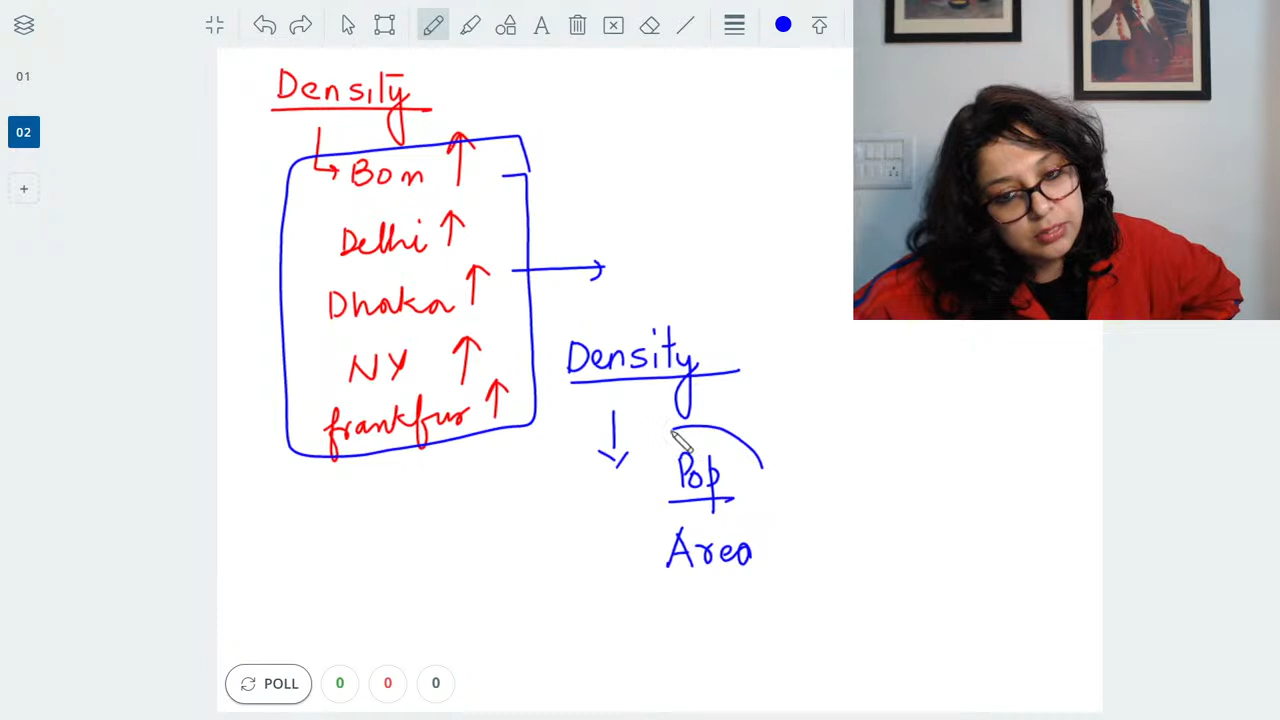 01
02
Density
Bom ↑
Delhi ↑
Dhaka ↑
NY ↑
frankfur ↑
Density
Pop
Area
POLL
0
0
0